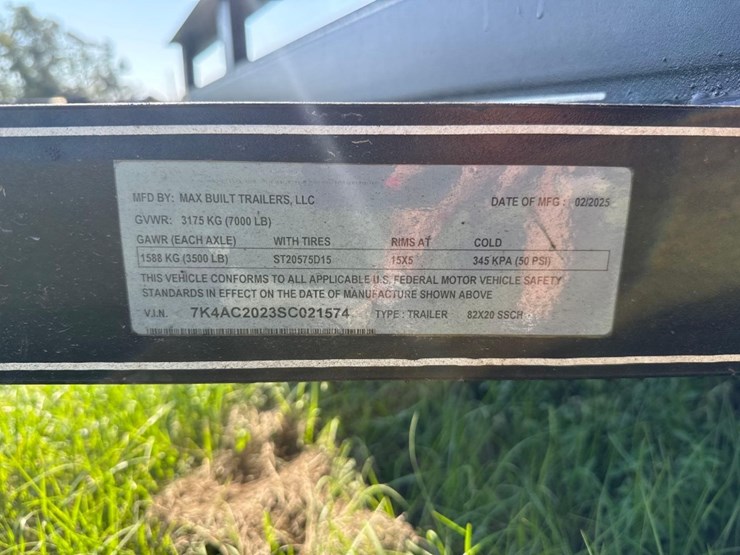 MFD BY: MAX BUILT TRAILERS, LLC DATE OF MFG : 02/2025
GVWR: 3175 KG (7000 LB)
GAWR (EACH AXLE) WITH TIRES RIMS AT COLD
1588 KG (3500 LB) ST20575D15 15X5 345 KPA (50 PSI)
THIS VEHICLE CONFORMS TO ALL APPLICABLE U.S. FEDERAL MOTOR VEHICLE SAFETY
STANDARDS IN EFFECT ON THE DATE OF MANUFACTURE SHOWN ABOVE
V.I.N. 7K4AC2023SC021574 TYPE : TRAILER 82X20 SSCH